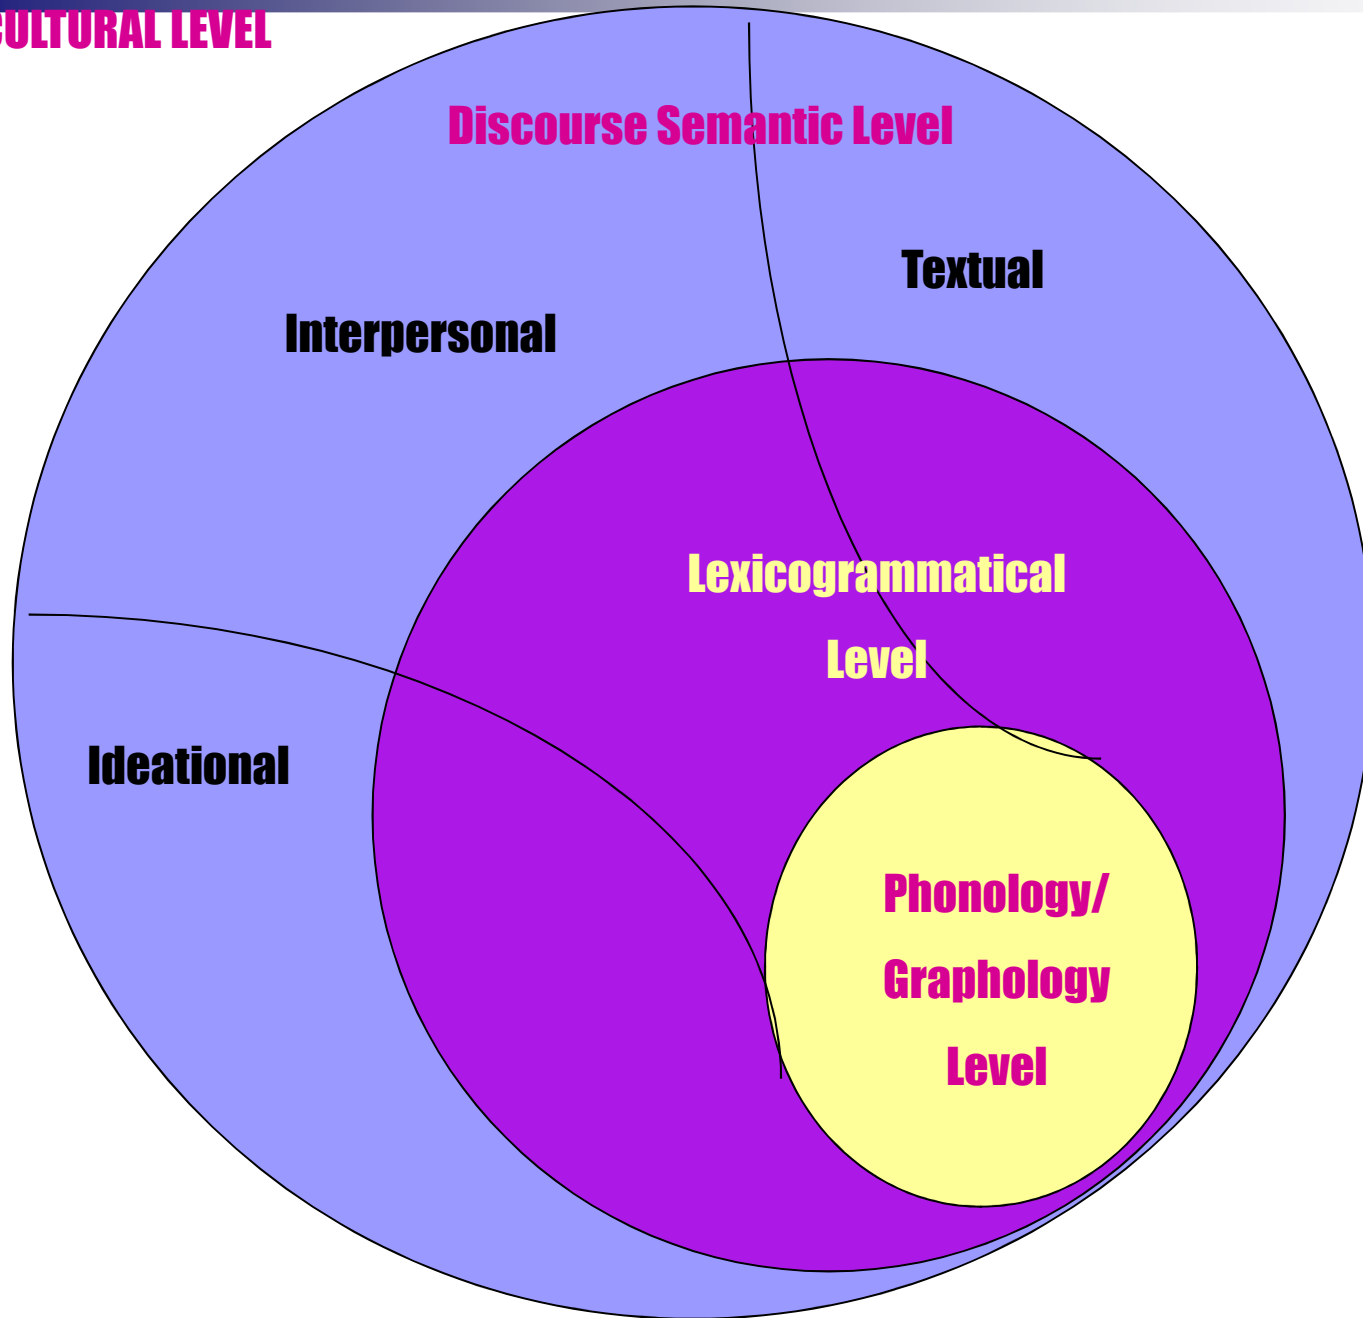 CULTURAL LEVEL
Discourse Semantic Level
Textual
Interpersonal
Lexicogrammatical
Level
Ideational
Phonology/
Graphology
Level